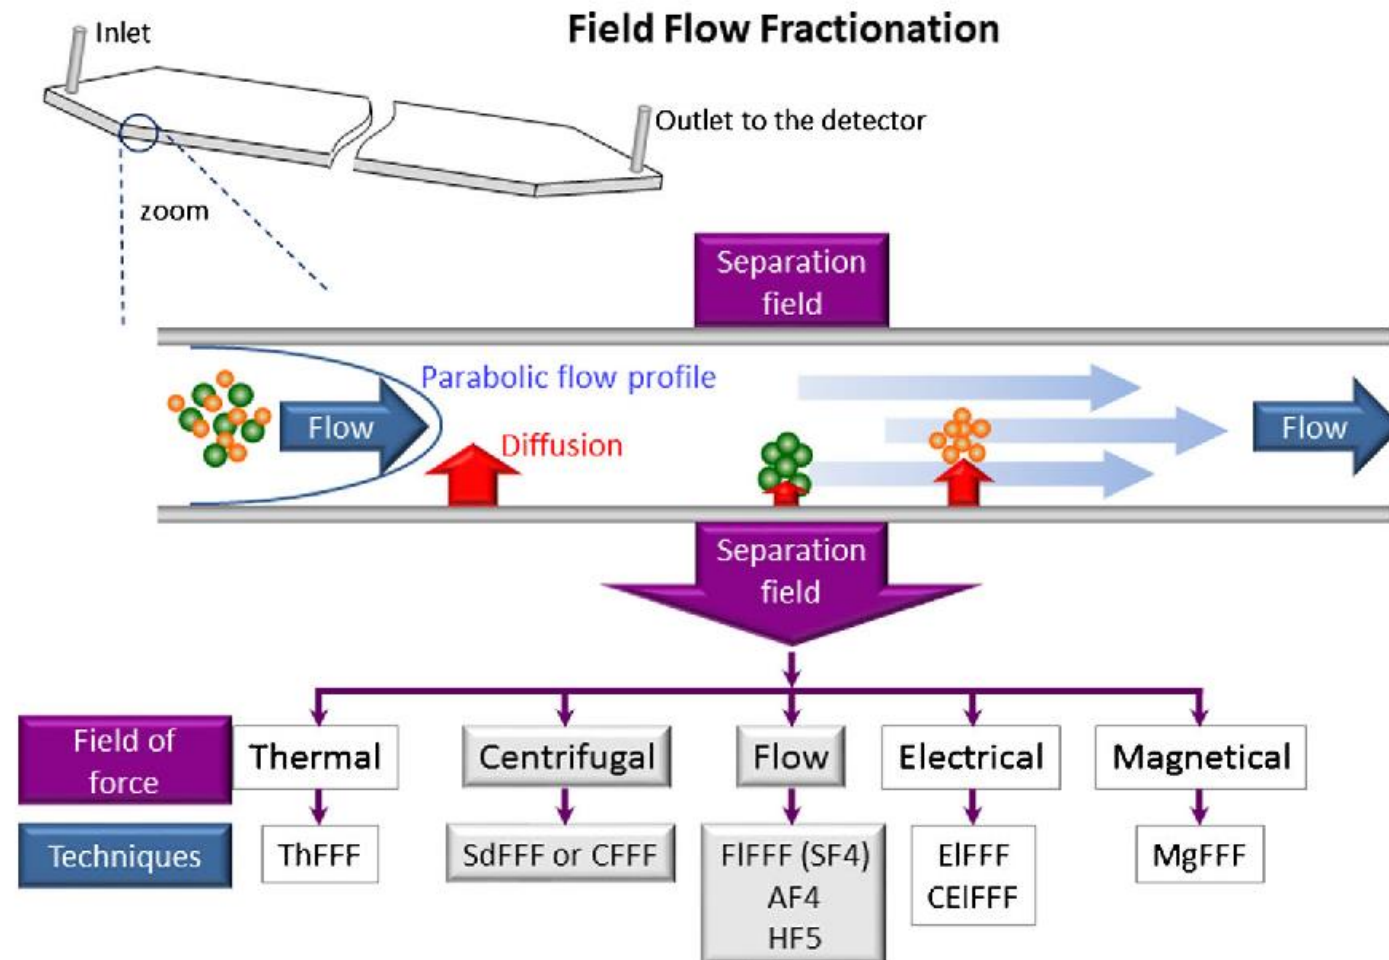 Field Flow Fractionation
Inlet
Outlet to the detector
zoom
Separation
field
Parabolic flow profile
Flow
Diffusion
Flow
Separation
field
Field of
force
Thermal
Centrifugal
Flow
Electrical
Magnetical
Techniques
ThFFF
SdFFF or CFFF
FlFFF (SF4)
AF4
HF5
ElFFF
CElFFF
MgFFF